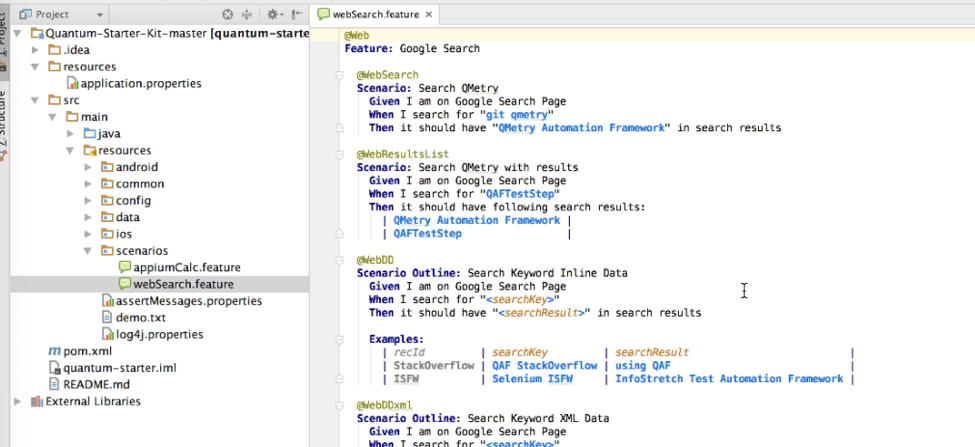 Project
webSearch.feature
1: Project
Z: Structure
Quantum-Starter-Kit-master [quantum-starte
.idea
resources
application.properties
src
main
java
resources
android
common
config
data
ios
scenarios
appiumCalc.feature
webSearch.feature
assertMessages.properties
demo.txt
log4j.properties
pom.xml
quantum-starter.iml
README.md
External Libraries
@Web
Feature: Google Search
@WebSearch
Scenario: Search QMetry
Given I am on Google Search Page
When I search for "git qmetry"
Then it should have "QMetry Automation Framework" in search results
@WebResultsList
Scenario: Search QMetry with results
Given I am on Google Search Page
When I search for "QAFTestStep"
Then it should have following search results:
| QMetry Automation Framework |
| QAFTestStep |
@WebDD
Scenario Outline: Search Keyword Inline Data
Given I am on Google Search Page
When I search for "<searchKey>"
Then it should have "<searchResult>" in search results
Examples:
| recId | searchKey | searchResult |
| StackOverflow | QAF StackOverflow | using QAF |
| ISFW | Selenium ISFW | InfoStretch Test Automation Framework |
@WebDDxml
Scenario Outline: Search Keyword XML Data
Given I am on Google Search Page
When I search for "<searchKey>"